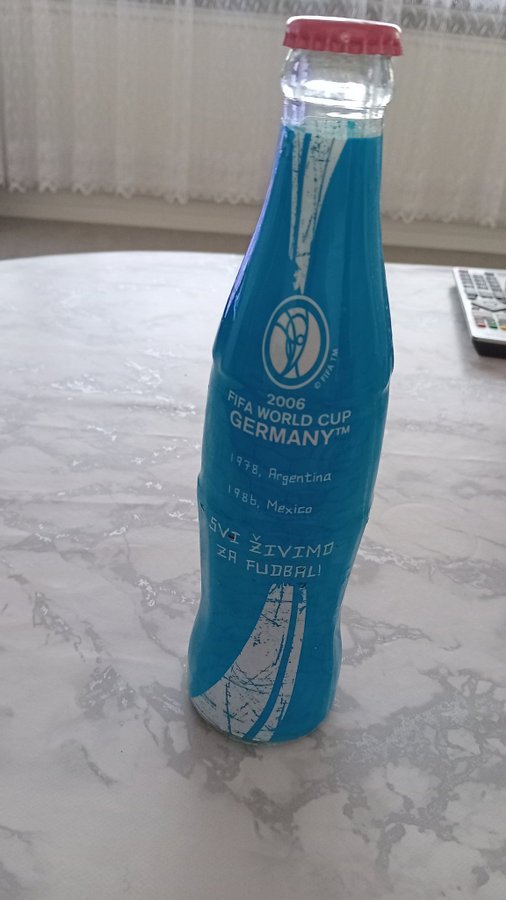 © FIFA TM
2006
FIFA WORLD CUP
GERMANY™
1978, Argentina
1986, Mexico
SVI ŽIVIMO
ZA FUDBAL!